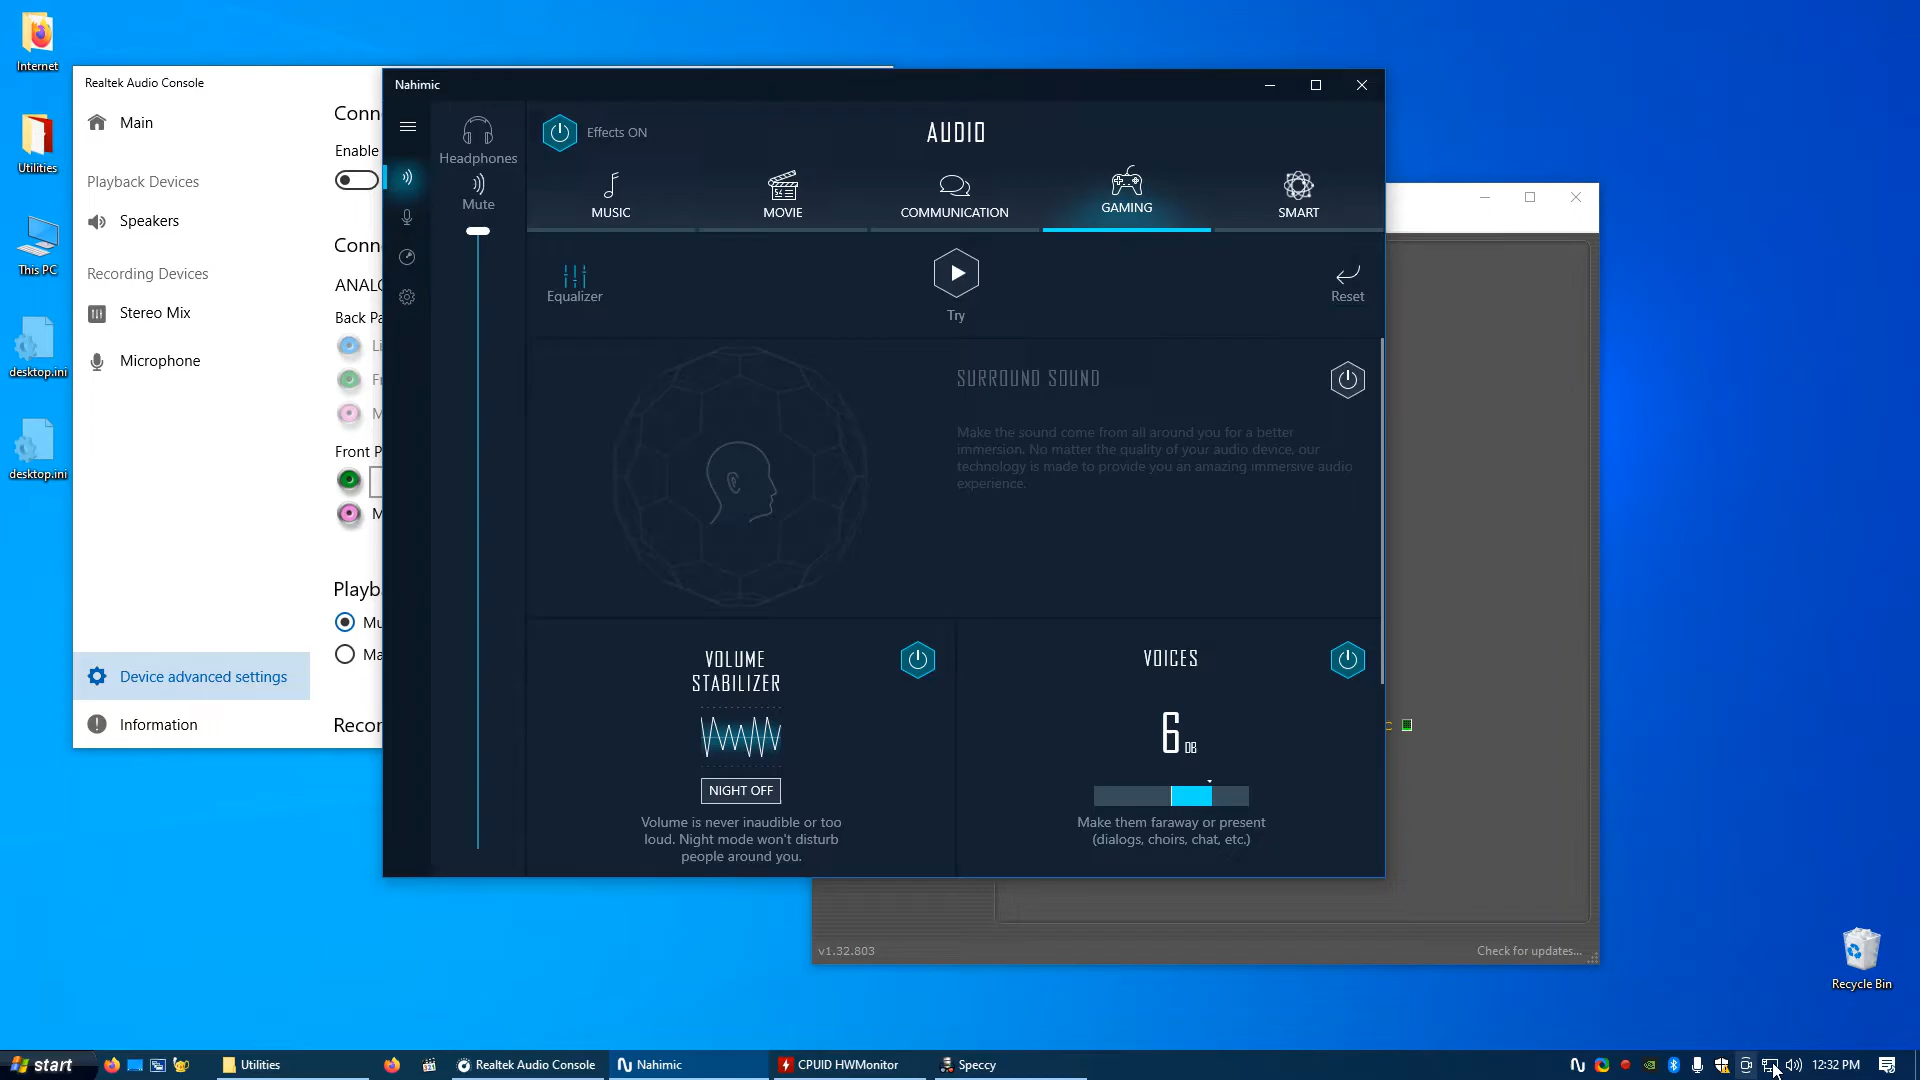 Internet
Utilities
This PC
desktop.ini
desktop.ini
Realtek Audio Console
Main
Playback Devices
Speakers
Recording Devices
Stereo Mix
Microphone
Device advanced settings
Information
Conn
Enable
Conn
ANALO
Back Pa
Li
Fr
M
Front P
M
Playb
Mu
Ma
Recor
Nahimic
Headphones
Mute
Effects ON
AUDIO
MUSIC
MOVIE
COMMUNICATION
GAMING
SMART
Equalizer
Try
Reset
SURROUND SOUND
Make the sound come from all around you for a better
immersion. No matter the quality of your audio device, our
technology is made to provide you an amazing immersive audio
experience.
VOLUME
STABILIZER
NIGHT OFF
Volume is never inaudible or too
loud. Night mode won't disturb
people around you.
VOICES
6 DB
Make them faraway or present
(dialogs, choirs, chat, etc.)
v1.32.803
Check for updates...
Recycle Bin
start
Utilities
Realtek Audio Console
Nahimic
CPUID HWMonitor
Speccy
12:32 PM